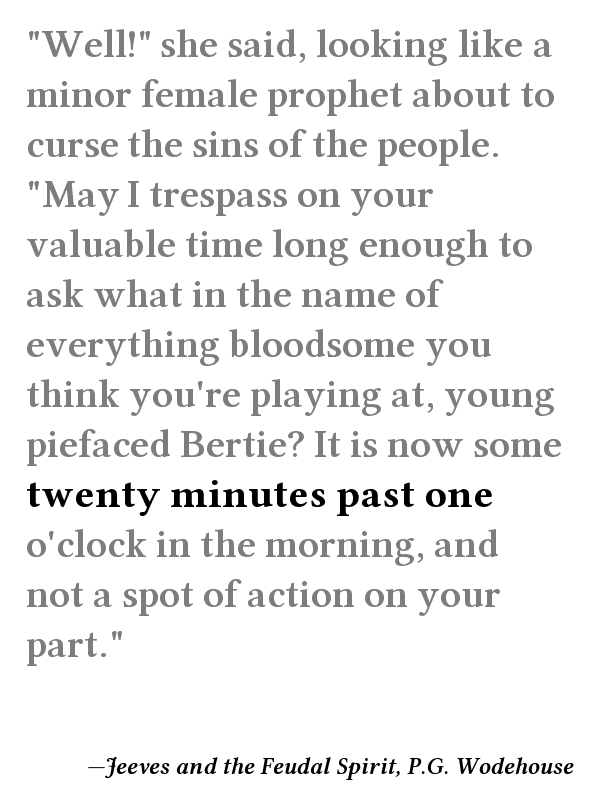 "Well!" she said, looking like a
minor female prophet about to
curse the sins of the people.
"May I trespass on your
valuable time long enough to
ask what in the name of
everything bloodsome you
think you're playing at, young
piefaced Bertie? It is now some
twenty minutes past one
o'clock in the morning, and
not a spot of action on your
part."
—Jeeves and the Feudal Spirit, P.G. Wodehouse